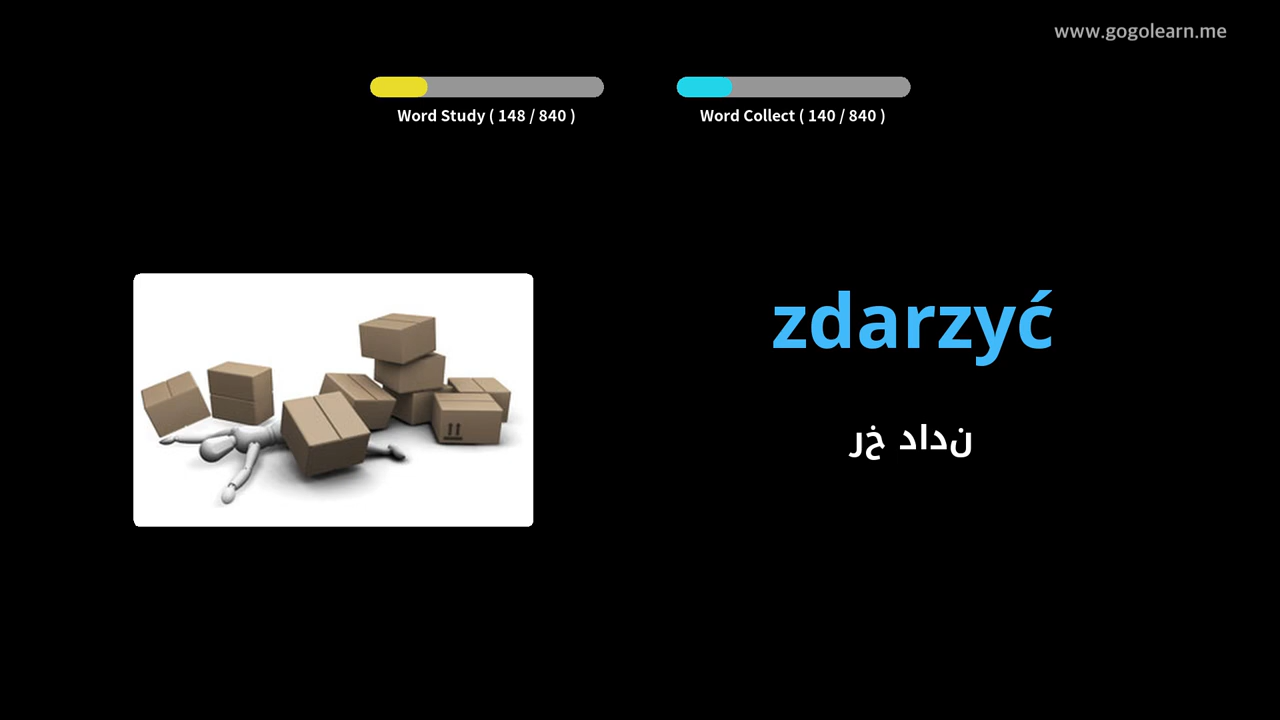 www.gogolearn.me
Word Study ( 148 / 840 )
Word Collect ( 140 / 840 )
zdarzyć
رخ دادن